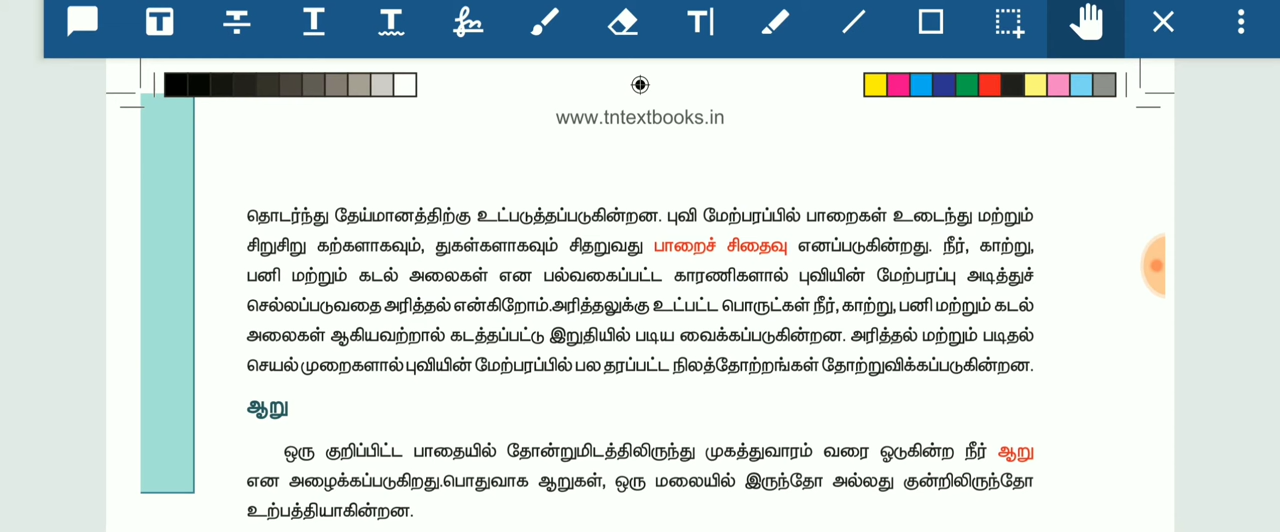 www.tntextbooks.in
தொடர்ந்து தேய்மானத்திற்கு உட்படுத்தப்படுகின்றன. புவி மேற்பரப்பில் பாறைகள் உடைந்து மற்றும்
சிறுசிறு கற்களாகவும், துகள்களாகவும் சிதறுவது பாறைச் சிதைவு எனப்படுகின்றது. நீர், காற்று,
பனி மற்றும் கடல் அலைகள் என பல்வகைப்பட்ட காரணிகளால் புவியின் மேற்பரப்பு அடித்துச்
செல்லப்படுவதை அரித்தல் என்கிறோம்.அரித்தலுக்கு உட்பட்ட பொருட்கள் நீர், காற்று, பனி மற்றும் கடல்
அலைகள் ஆகியவற்றால் கடத்தப்பட்டு இறுதியில் படிய வைக்கப்படுகின்றன. அரித்தல் மற்றும் படிதல்
செயல் முறைகளால் புவியின் மேற்பரப்பில் பல தரப்பட்ட நிலத்தோற்றங்கள் தோற்றுவிக்கப்படுகின்றன.
ஆறு
ஒரு குறிப்பிட்ட பாதையில் தோன்றுமிடத்திலிருந்து முகத்துவாரம் வரை ஓடுகின்ற நீர் ஆறு
என அழைக்கப்படுகிறது.பொதுவாக ஆறுகள், ஒரு மலையில் இருந்தோ அல்லது குன்றிலிருந்தோ
உற்பத்தியாகின்றன.